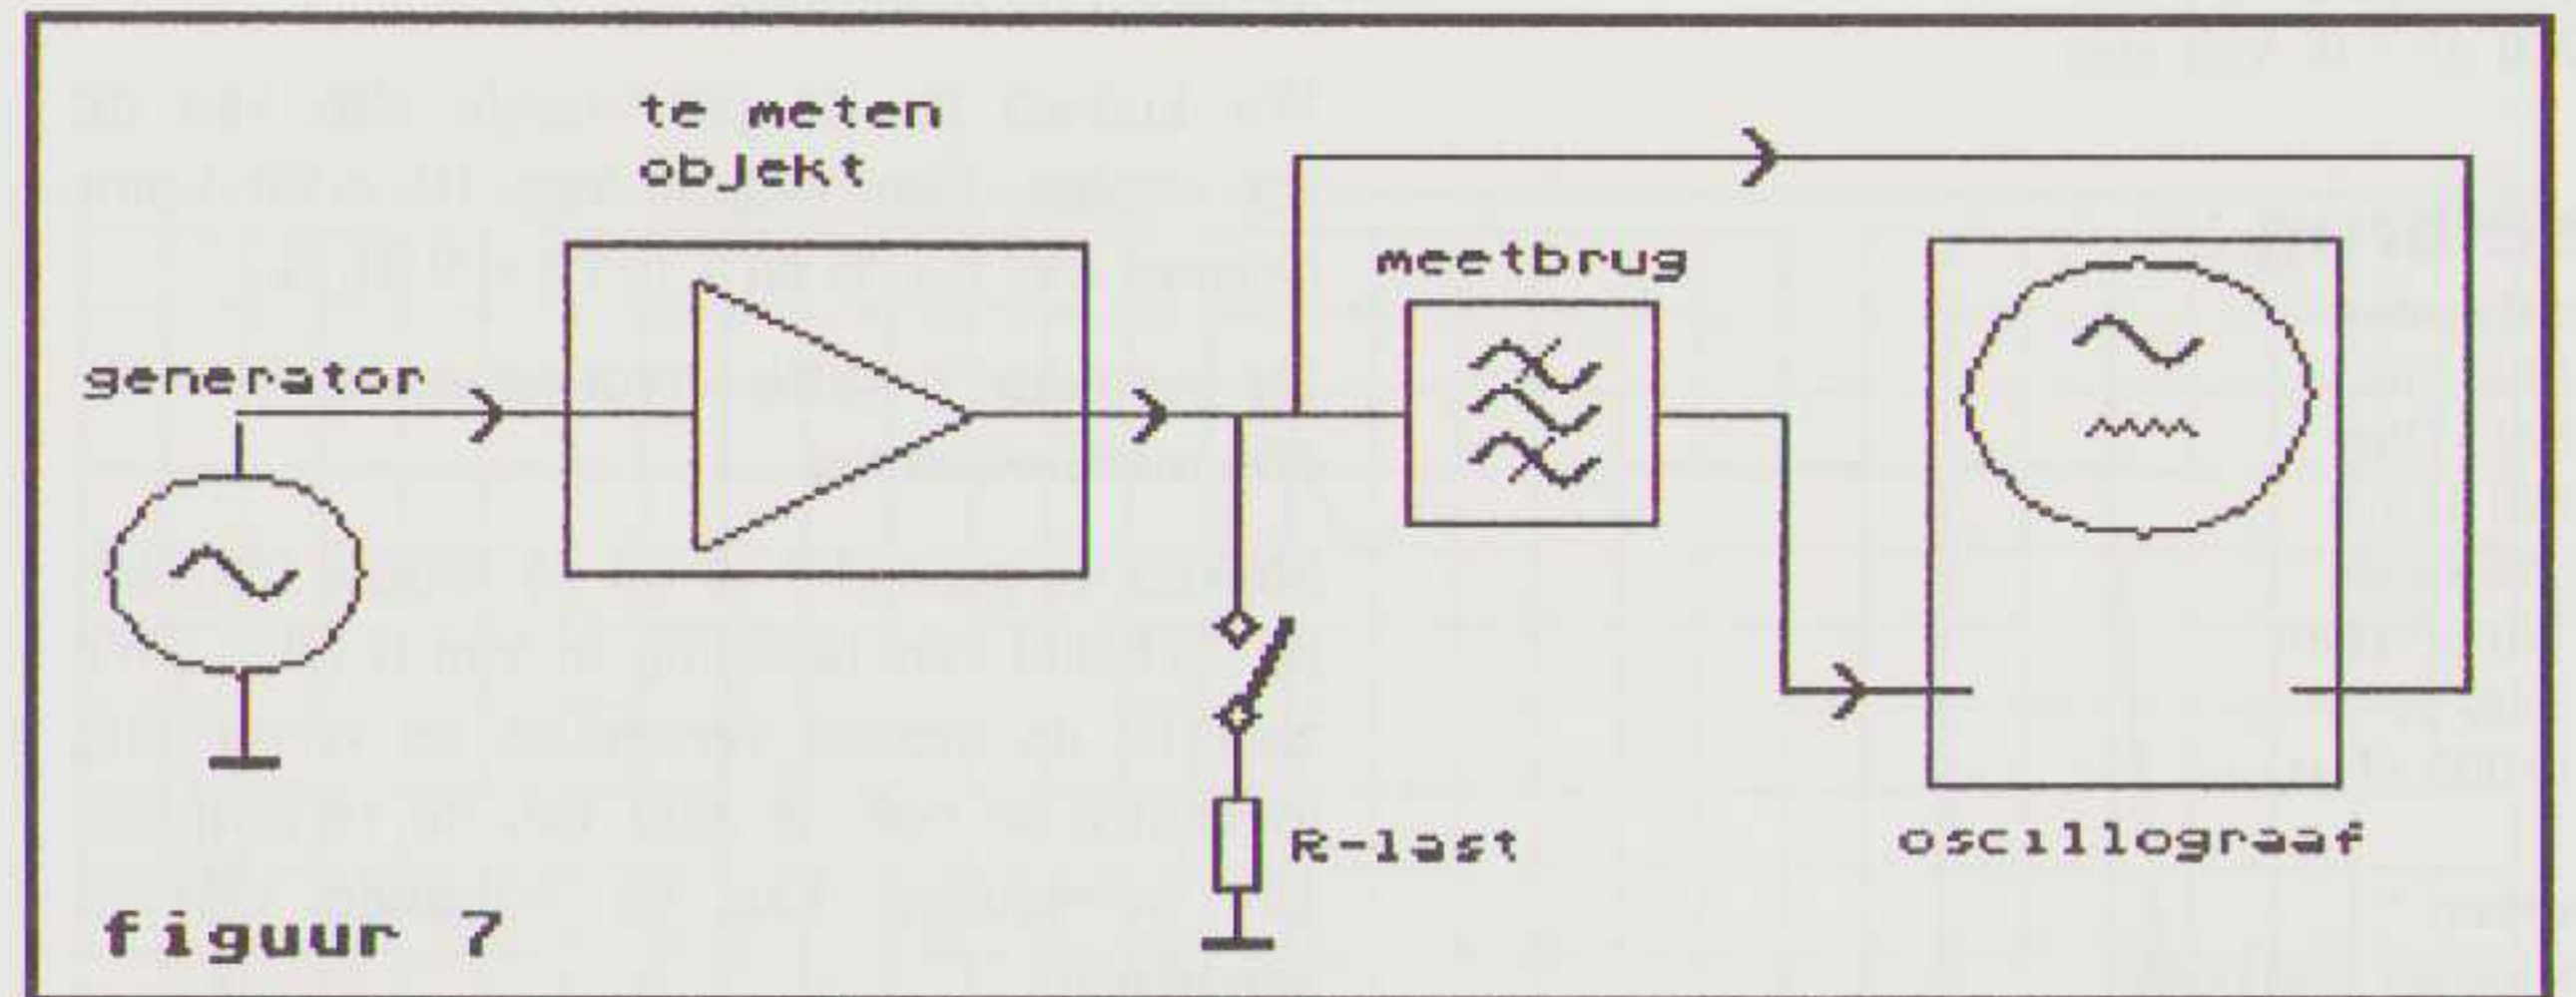 te meten
objekt
meetbrug
generator
R-last
oscillograaf
figuur 7